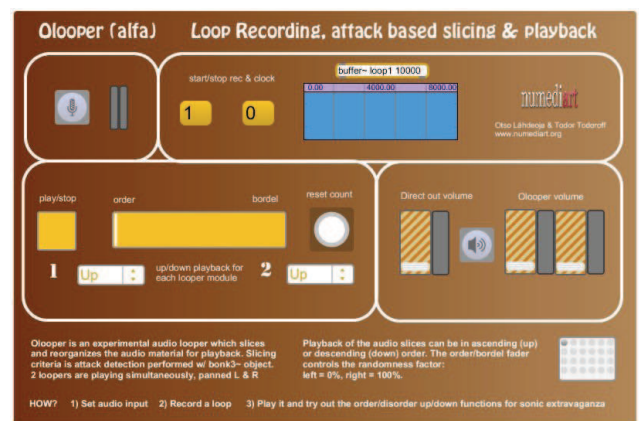 Olooper (alfa) Loop Recording, attack based slicing & playback
start/stop rec & clock
buffer~ loop1 10000
0.00 4000.00 8000.00
1 0
numediart
Otso Lähdeoja & Todor Todoroff
www.numediart.org
play/stop order bordel reset count
Direct out volume Olooper volume
1 Up
up/down playback for
each looper module
2 Up
Olooper is an experimental audio looper which slices
and reorganizes the audio material for playback. Slicing
criteria is attack detection performed w/ bonk3~ object.
2 loopers are playing simultaneously, panned L & R
Playback of the audio slices can be in ascending (up)
or descending (down) order. The order/bordel fader
controls the randomness factor:
left = 0%, right = 100%.
HOW? 1) Set audio input 2) Record a loop 3) Play it and try out the order/disorder up/down functions for sonic extravaganza